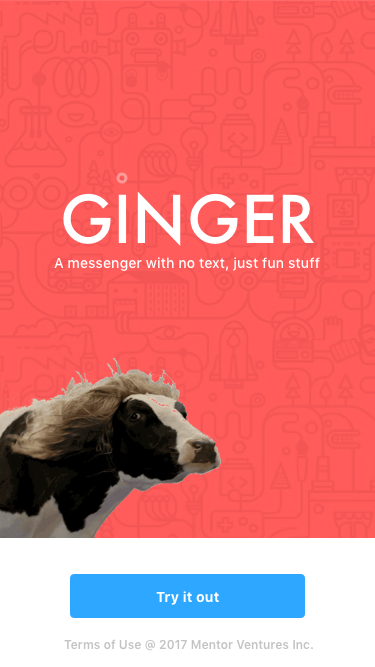 GINGER
A messenger with no text, just fun stuff
Try it out
Terms of Use @ 2017 Mentor Ventures Inc.